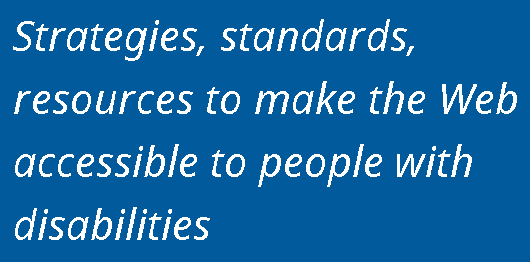 Strategies, standards,
resources to make the Web
accessible to people with
disabilities